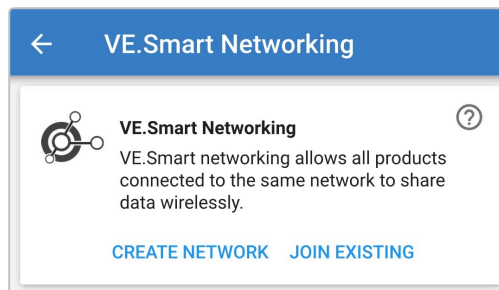 VE.Smart Networking
VE.Smart Networking
VE.Smart networking allows all products
connected to the same network to share
data wirelessly.
CREATE NETWORK JOIN EXISTING